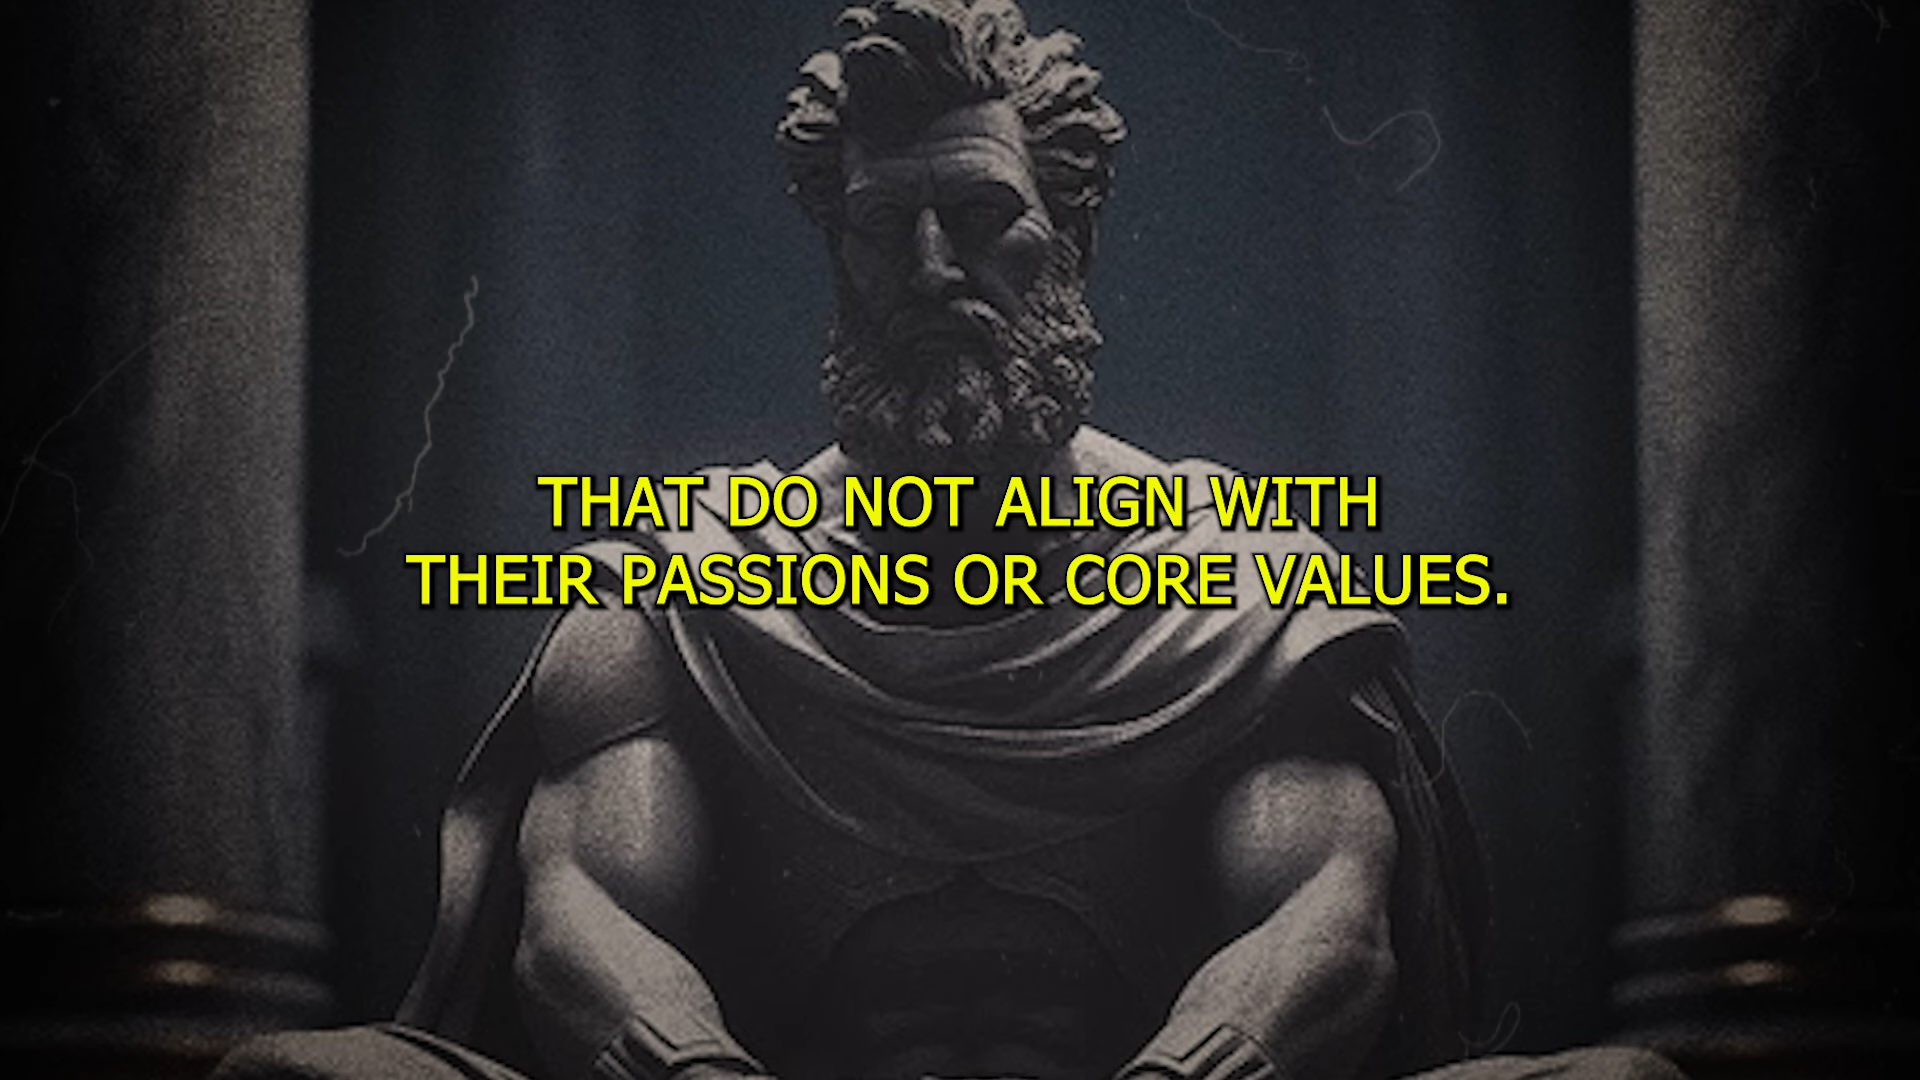 THAT DO NOT ALIGN WITH
THEIR PASSIONS OR CORE VALUES.